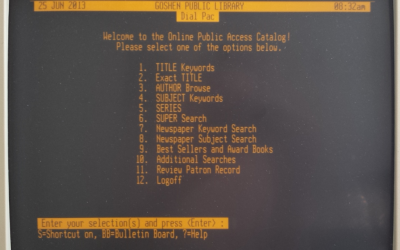 25 JUN 2013 GOSHEN PUBLIC LIBRARY 08:32am
Dial Pac
Welcome to the Online Public Access Catalog!
Please select one of the options below.
1. TITLE Keywords
2. Exact TITLE
3. AUTHOR Browse
4. SUBJECT Keywords
5. SERIES
6. SUPER Search
7. Newspaper Keyword Search
8. Newspaper Subject Search
9. Best Sellers and Award Books
10. Additional Searches
11. Review Patron Record
12. Logoff
Enter your selection(s) and press <Enter> :
S=Shortcut on, BB=Bulletin Board, ?=Help